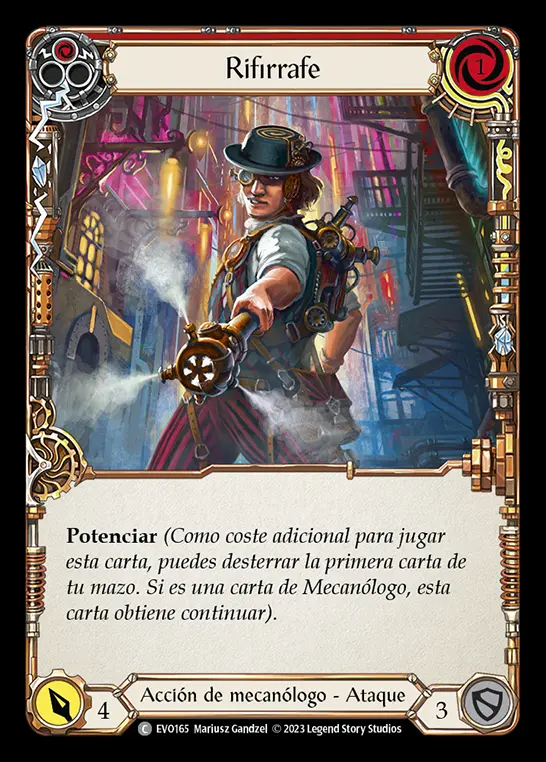 Rifirrafe
1
Potenciar (Como coste adicional para jugar
esta carta, puedes desterrar la primera carta de
tu mazo. Si es una carta de Mecanólogo, esta
carta obtiene continuar).
4
Acción de mecanólogo - Ataque
3
C EVO165 Mariusz Gandzel © 2023 Legend Story Studios